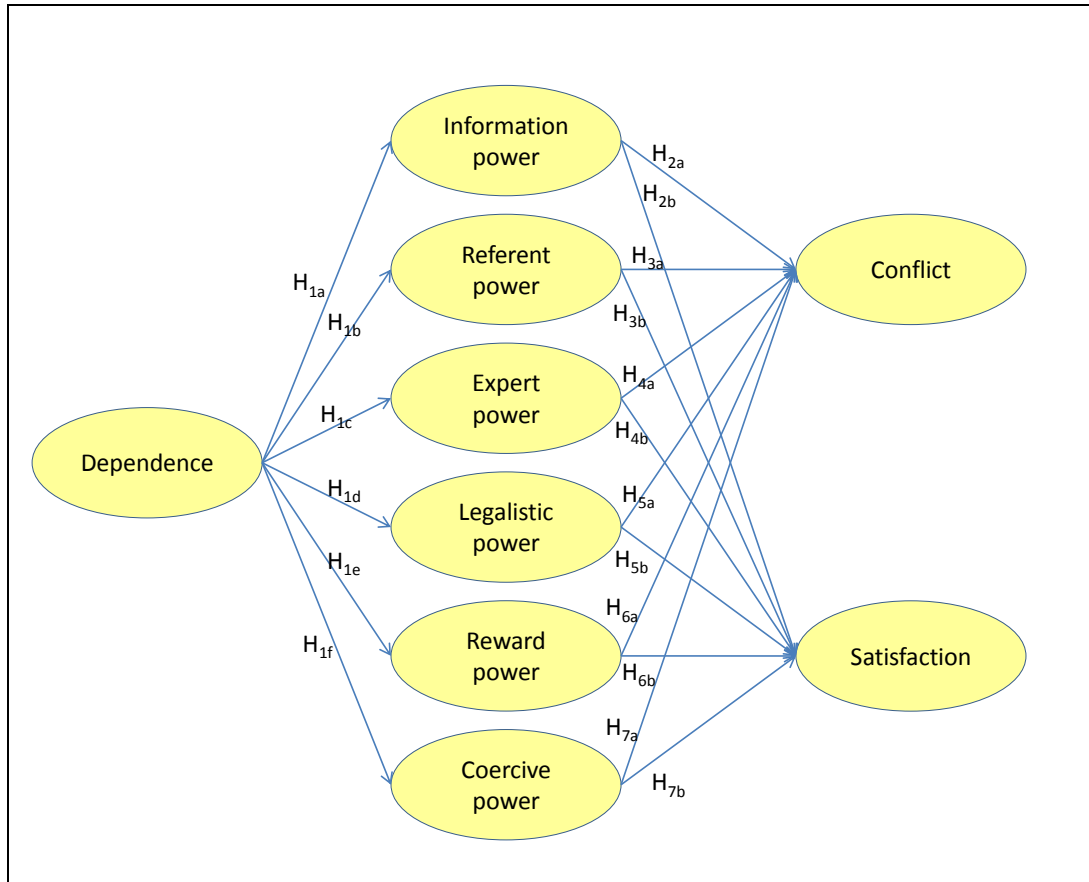 Information
power
H2a
H2b
Referent
power
H3a
Conflict
H1a
H1b
H3b
Expert
power
H4a
H1c
H4b
Dependence
H1d
Legalistic
power
H5a
H5b
H1e
H6a
Reward
power
H1f
H6b
Satisfaction
H7a
Coercive
power
H7b